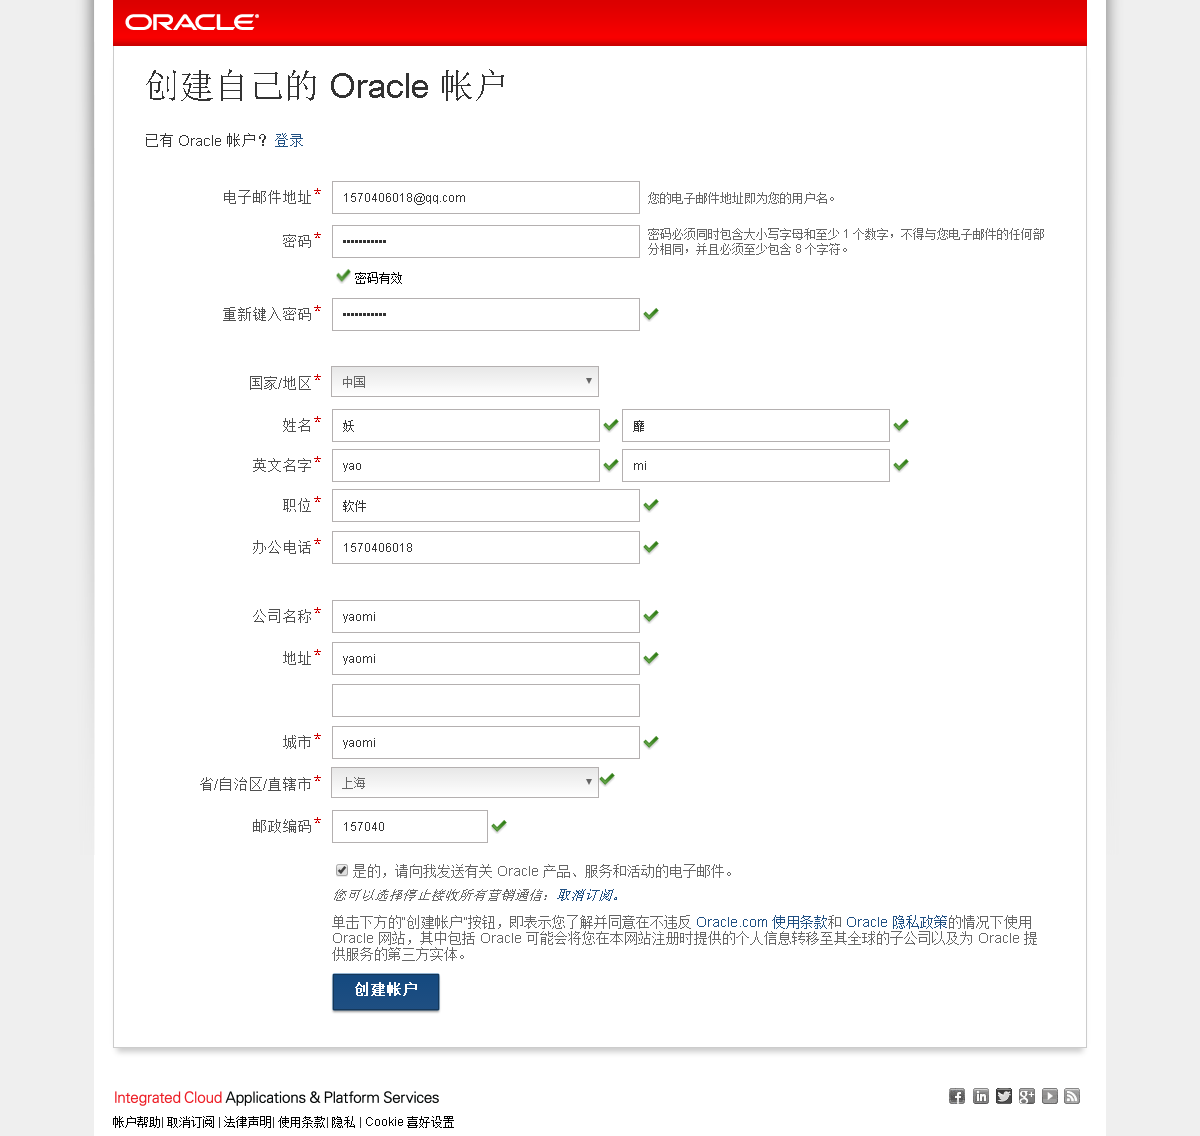 ORACLE
创建自己的 Oracle 帐户
已有 Oracle 帐户？ 登录
电子邮件地址* 1570406018@qq.com 您的电子邮件地址即为您的用户名。
密码* ••••••••••• 密码必须同时包含大小写字母和至少 1 个数字，不得与您电子邮件的任何部
分相同，并且必须至少包含 8 个字符。
密码有效
重新键入密码* •••••••••••
国家/地区* 中国
姓名* 妖 靡
英文名字* yao mi
职位* 软件
办公电话* 1570406018
公司名称* yaomi
地址* yaomi
城市* yaomi
省/自治区/直辖市* 上海
邮政编码* 157040
是的，请向我发送有关 Oracle 产品、服务和活动的电子邮件。
您可以选择停止接收所有营销通信：取消订阅。
单击下方的"创建帐户"按钮，即表示您了解并同意在不违反 Oracle.com 使用条款和 Oracle 隐私政策的情况下使用
Oracle 网站，其中包括 Oracle 可能会将您在本网站注册时提供的个人信息转移至其全球的子公司以及为 Oracle 提
供服务的第三方实体。
创建帐户
Integrated Cloud Applications & Platform Services
帐户帮助| 取消订阅 | 法律声明| 使用条款| 隐私 | Cookie 喜好设置